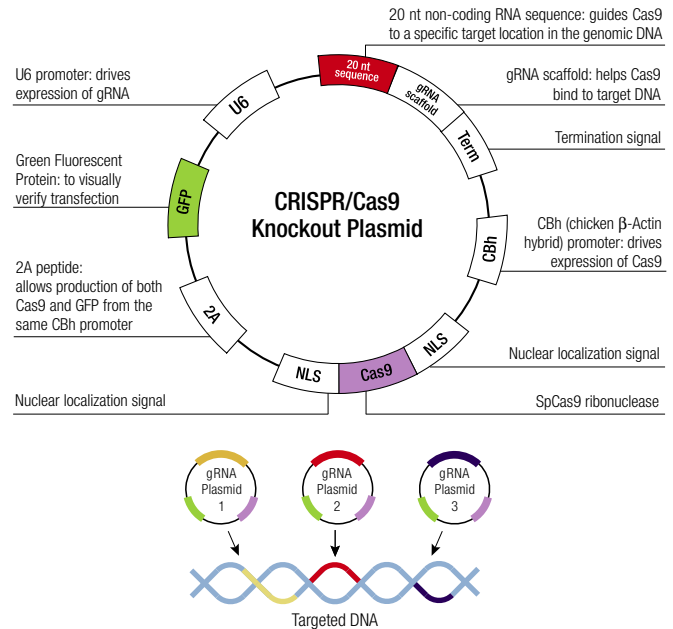 20 nt non-coding RNA sequence: guides Cas9
to a specific target location in the genomic DNA
U6 promoter: drives
expression of gRNA
gRNA scaffold: helps Cas9
bind to target DNA
Termination signal
Green Fluorescent
Protein: to visually
verify transfection
CBh (chicken β-Actin
hybrid) promoter: drives
expression of Cas9
2A peptide:
allows production of both
Cas9 and GFP from the
same CBh promoter
Nuclear localization signal
Nuclear localization signal
SpCas9 ribonuclease
20 nt
sequence
gRNA
scaffold
Term
CBh
NLS
Cas9
NLS
2A
GFP
U6
CRISPR/Cas9
Knockout Plasmid
gRNA
Plasmid
1
gRNA
Plasmid
2
gRNA
Plasmid
3
Targeted DNA